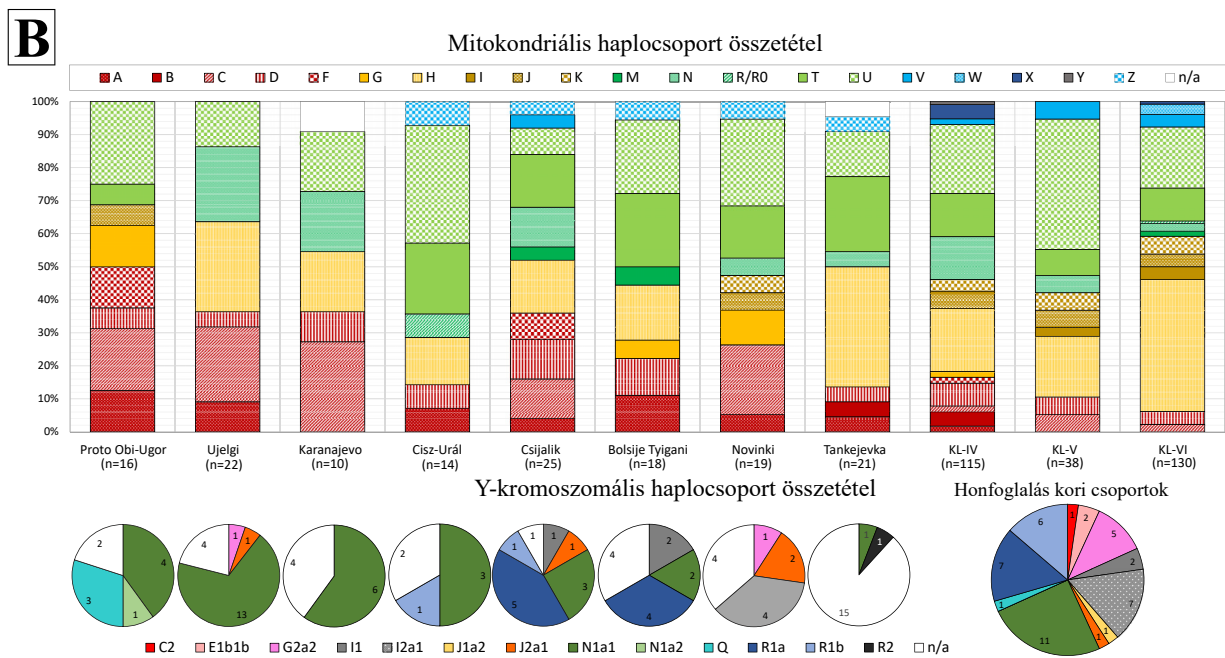 B
Mitokondriális haplocsoport összetétel
A B C D F G H I J K M N R/R0 T U V W X Y Z n/a
100%
90%
80%
70%
60%
50%
40%
30%
20%
10%
0%
Proto Obi-Ugor Ujelgi Karanajevo Cisz-Urál Csijalik Bolsije Tyigani Novinki Tankejevka KL-IV KL-V KL-VI
(n=16) (n=22) (n=10) (n=14) (n=25) (n=18) (n=19) (n=21) (n=115) (n=38) (n=130)
Y-kromoszomális haplocsoport összetétel
Honfoglalás kori csoportok
2 4 1 3
4 1 1 13
4 6
2 3 1
1 1 1 3 5 1
2 2 4 4
1 2 4 4
1 1 15
1 2 5 2 7 1 1 11 1 7 6
C2 E1b1b G2a2 I1 I2a1 J1a2 J2a1 N1a1 N1a2 Q R1a R1b R2 n/a